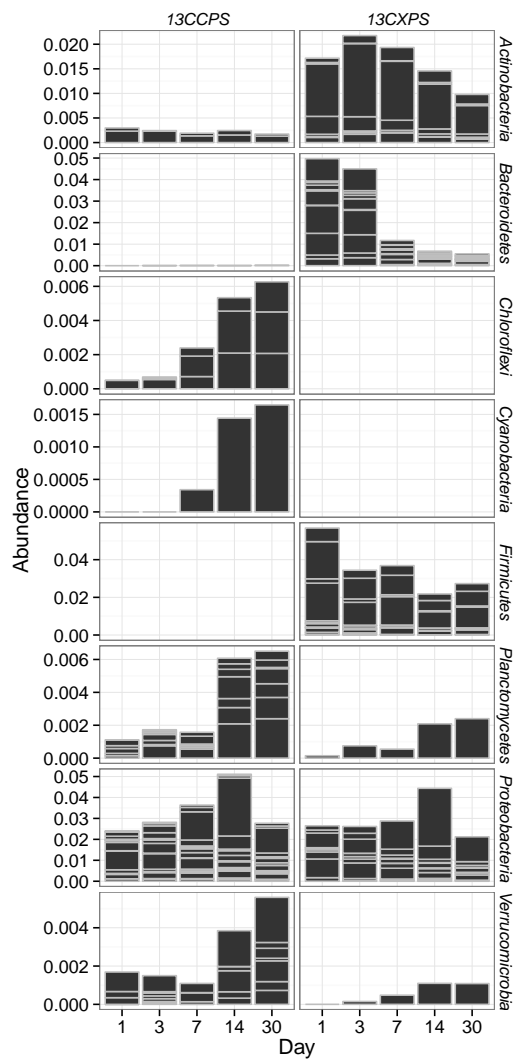 13CCPS 13CXPS
0.020
0.015
0.010
0.005
0.000
Actinobacteria
0.05
0.04
0.03
0.02
0.01
0.00
Bacteroidetes
0.006
0.004
0.002
0.000
Chloroflexi
0.0015
0.0010
0.0005
0.0000
Cyanobacteria
0.04
0.02
0.00
Firmicutes
0.006
0.004
0.002
0.000
Planctomycetes
0.05
0.04
0.03
0.02
0.01
0.00
Proteobacteria
0.004
0.002
0.000
Verrucomicrobia
Abundance
1 3 7 14 30 1 3 7 14 30
Day